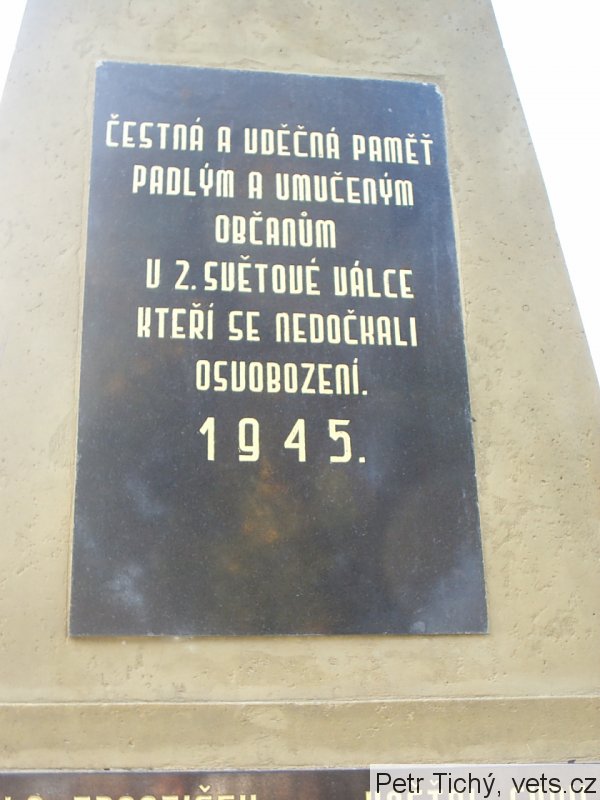 ČESTNÁ A VDĚČNÁ PAMĚŤ
PADLÝM A UMUČENÝM
OBČANŮM
V 2. SVĚTOVÉ VÁLCE
KTEŘÍ SE NEDOČKALI
OSVOBOZENÍ.
1945.
Petr Tichý, vets.cz